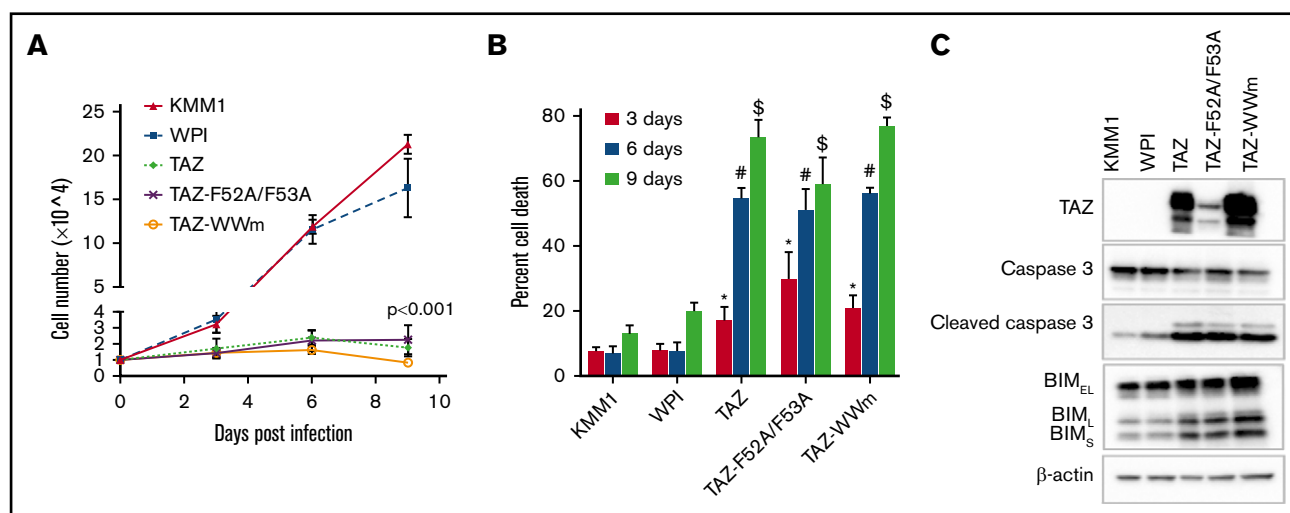 A
KMM1
WPI
TAZ
TAZ-F52A/F53A
TAZ-WWm
25
20
15
10
5
4
3
2
1
0
p<0.001
0 2 4 6 8 10
Cell number (×10^4)
Days post infection
B
3 days
6 days
9 days
80
60
40
20
0
Percent cell death
* # $
* # $
* # $
KMM1
WPI
TAZ
TAZ-F52A/F53A
TAZ-WWm
C
KMM1
WPI
TAZ
TAZ-F52A/F53A
TAZ-WWm
TAZ
Caspase 3
Cleaved caspase 3
BIMEL
BIML
BIMS
β-actin